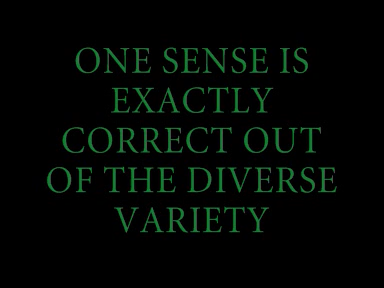 ONE SENSE IS
EXACTLY
CORRECT OUT
OF THE DIVERSE
VARIETY